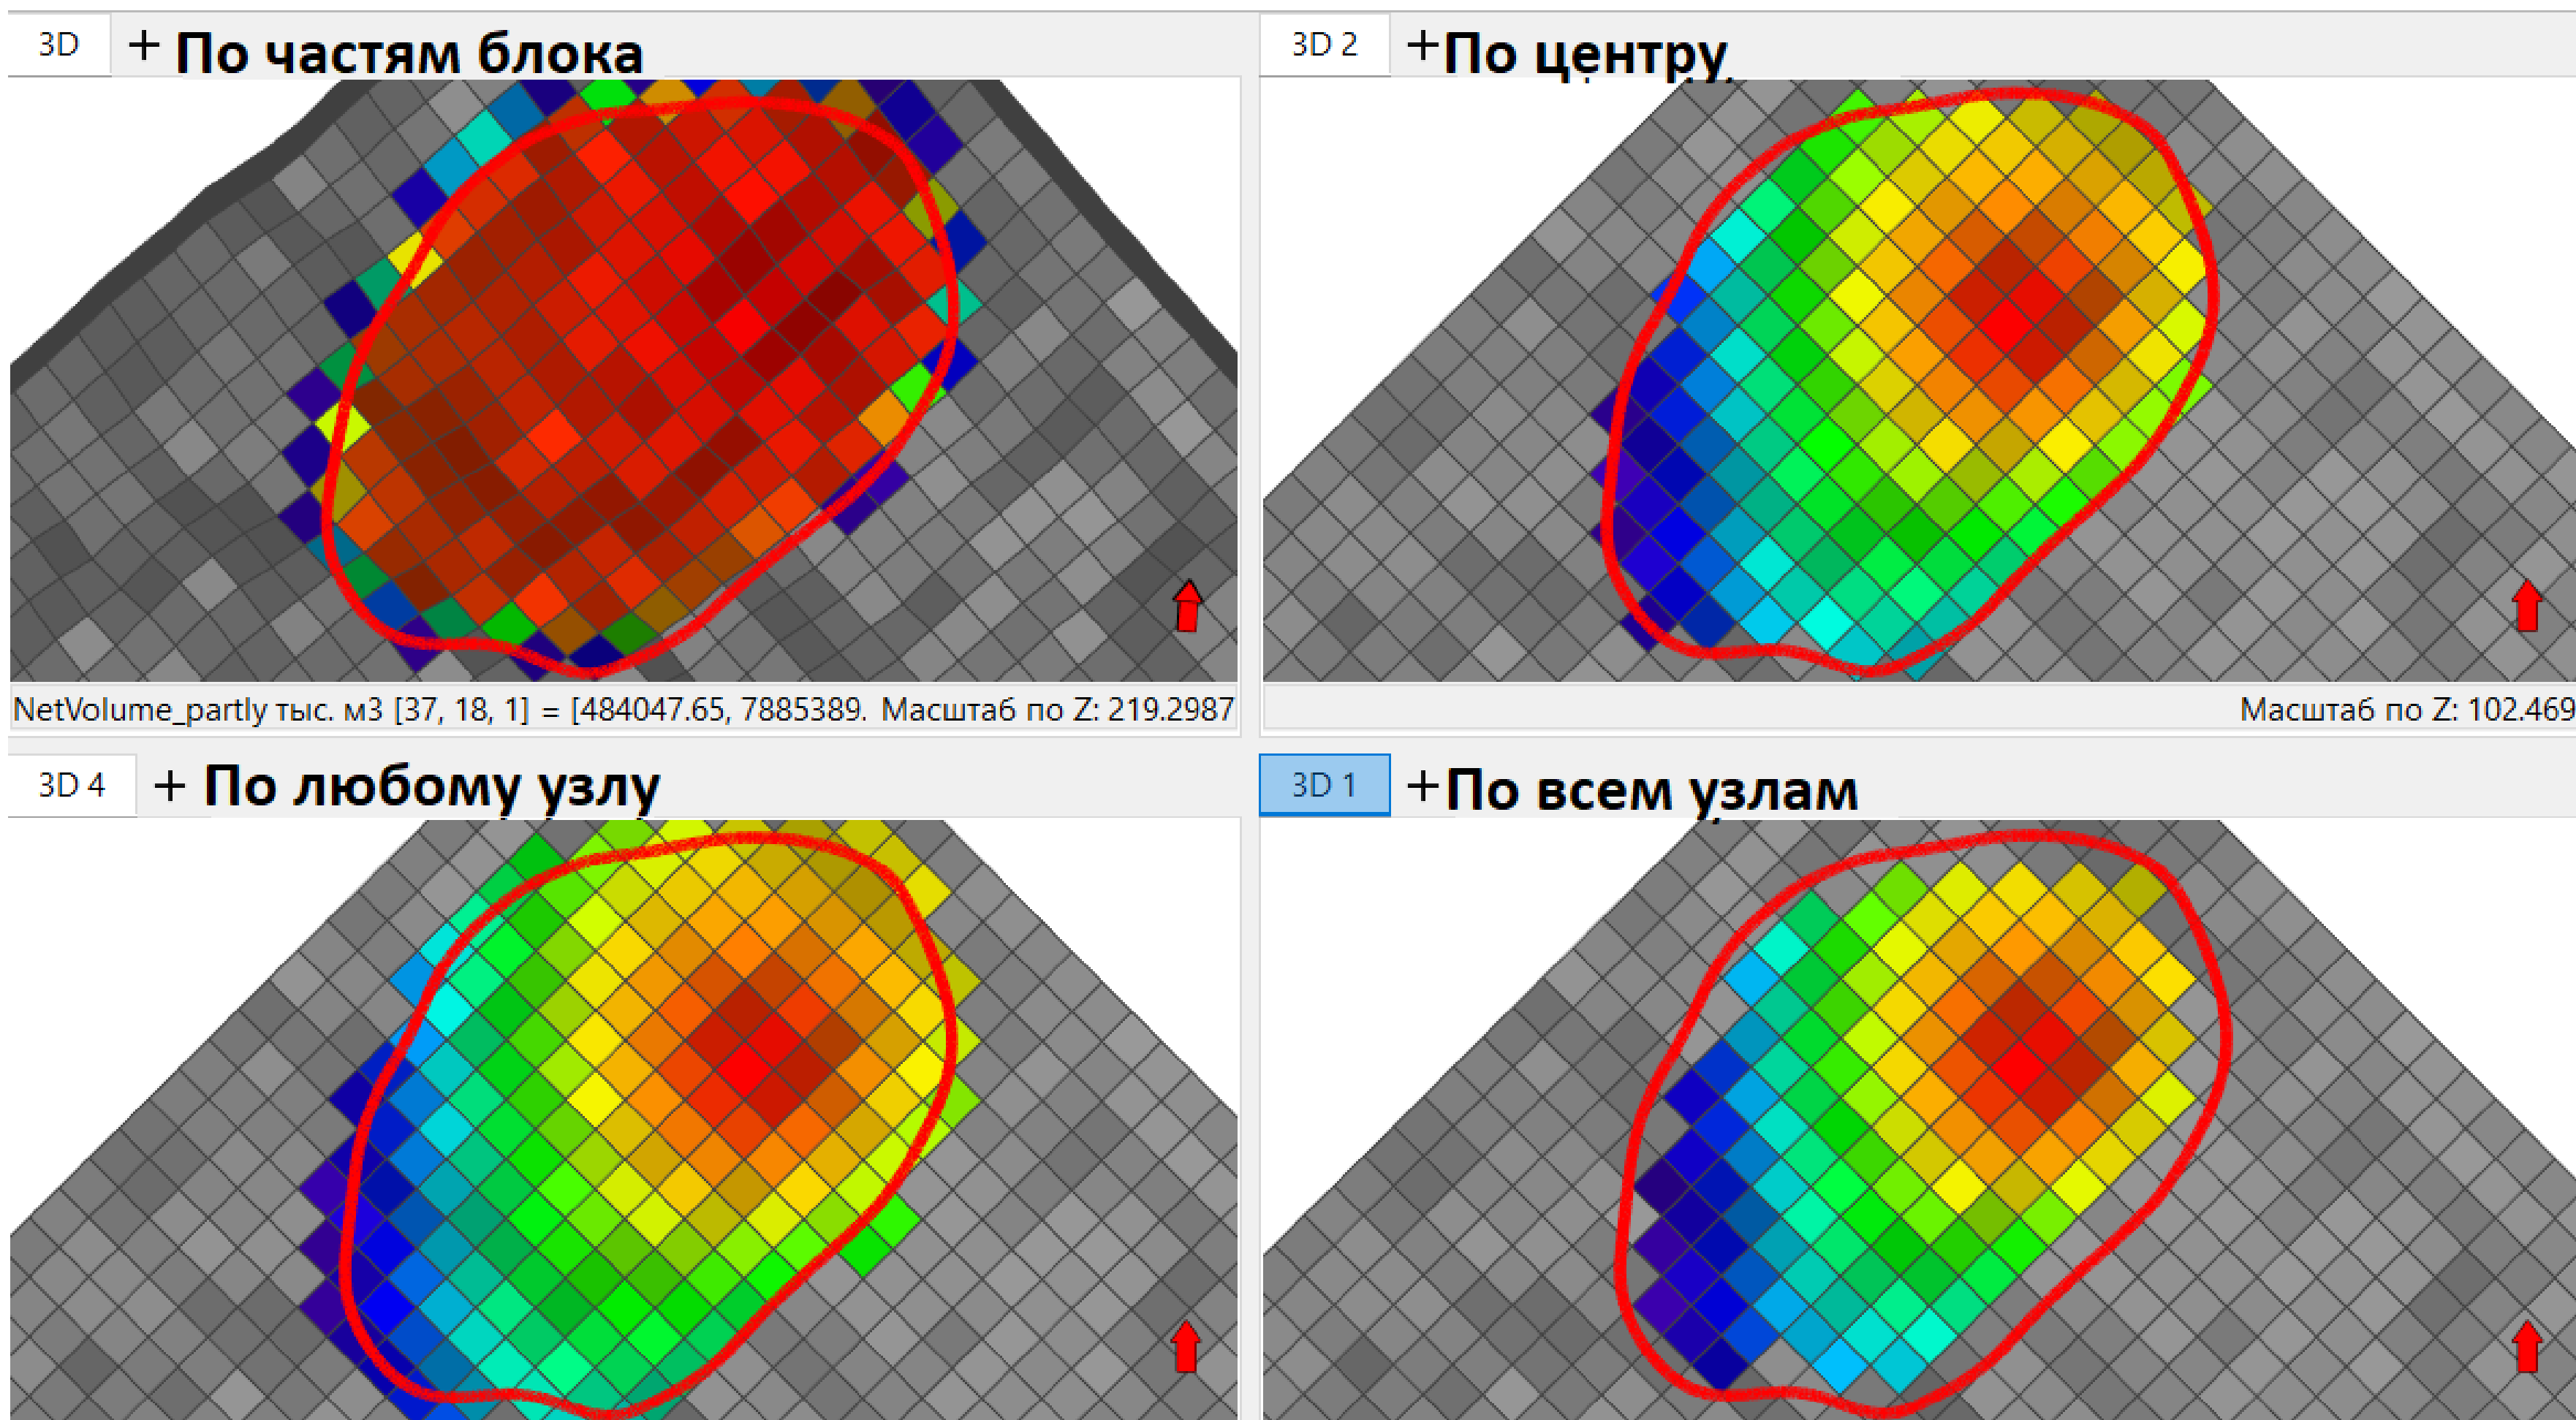 3D + По частям блока
3D 2 +По центру
NetVolume_partly тыс. м3 [37, 18, 1] = [484047.65, 7885389. Масштаб по Z: 219.2987
Масштаб по Z: 102.469
3D 4 + По любому узлу
3D 1 +По всем узлам